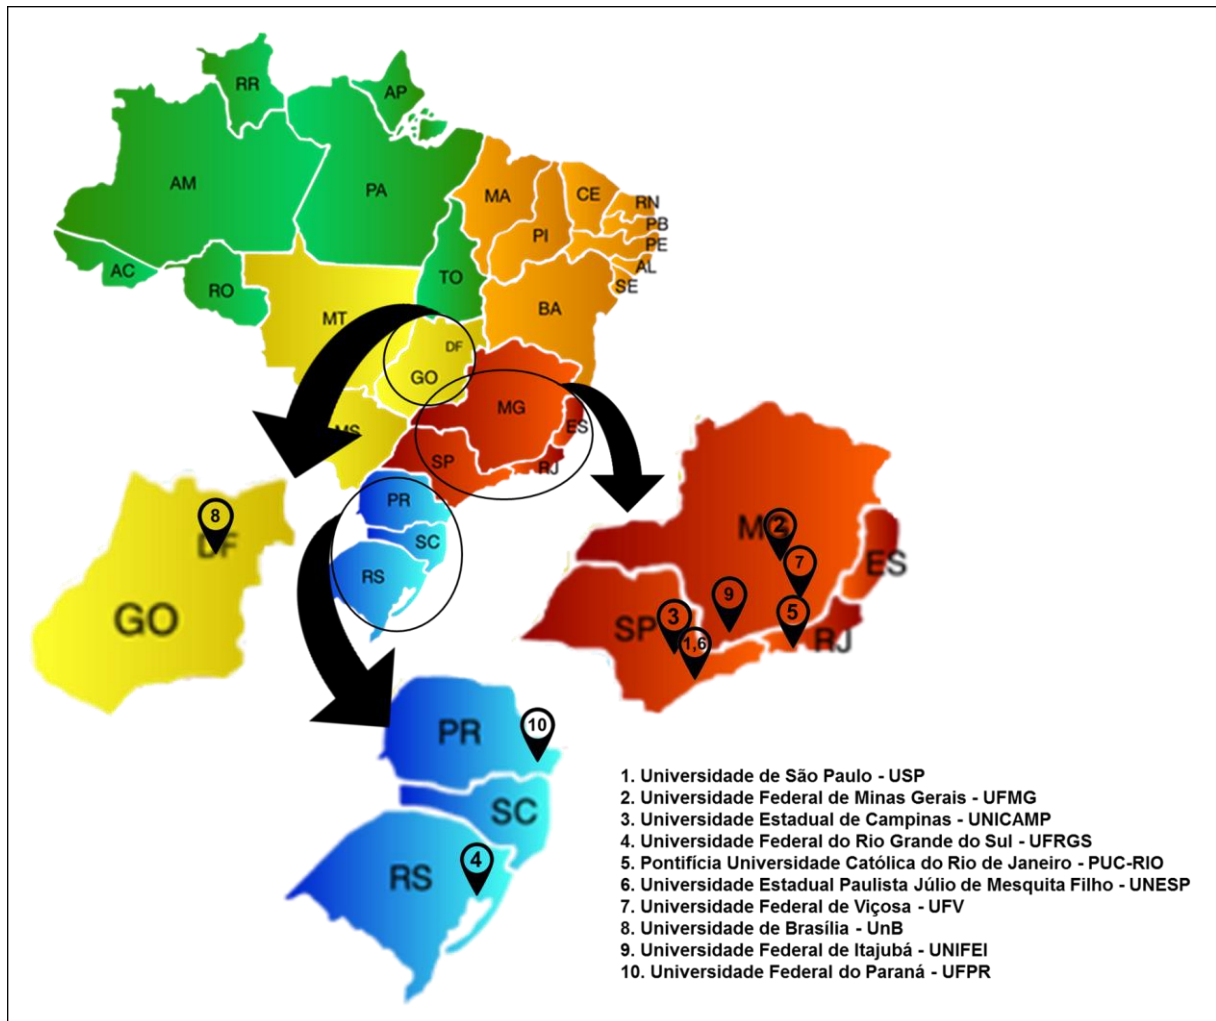 RR
AP
AM
PA
MA
CE
RN
PB
PI
PE
AL
SE
AC
RO
TO
BA
MT
DF
GO
MG
MS
ES
SP
RJ
PR
SC
RS
8
DF
GO
MG
2
ES
7
9
3
5
SP
1,6
RJ
10
PR
SC
4
RS
1. Universidade de São Paulo - USP
2. Universidade Federal de Minas Gerais - UFMG
3. Universidade Estadual de Campinas - UNICAMP
4. Universidade Federal do Rio Grande do Sul - UFRGS
5. Pontifícia Universidade Católica do Rio de Janeiro - PUC-RIO
6. Universidade Estadual Paulista Júlio de Mesquita Filho - UNESP
7. Universidade Federal de Viçosa - UFV
8. Universidade de Brasília - UnB
9. Universidade Federal de Itajubá - UNIFEI
10. Universidade Federal do Paraná - UFPR